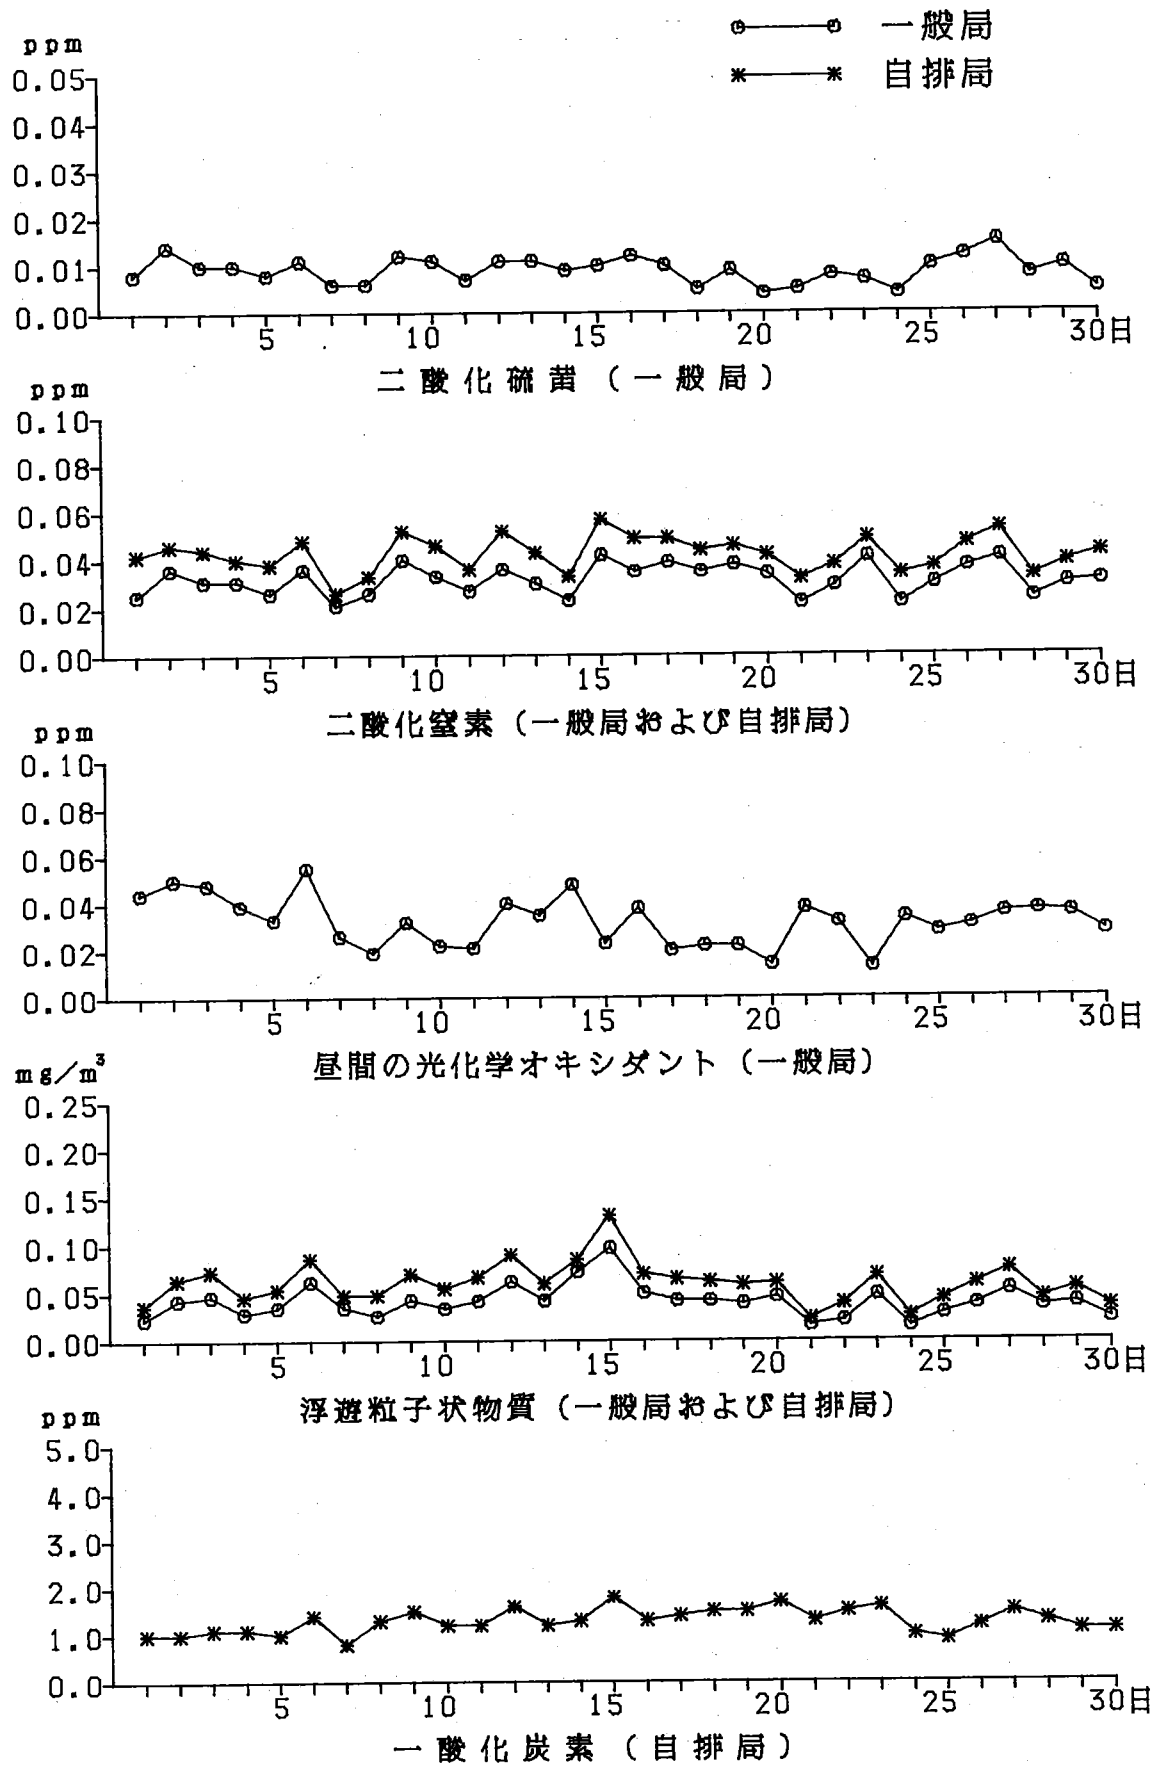 一般局
自排局
ppm
0.05
0.04
0.03
0.02
0.01
0.00
5 10 15 20 25 30日
二酸化硫黄（一般局）
ppm
0.10
0.08
0.06
0.04
0.02
0.00
5 10 15 20 25 30日
二酸化窒素（一般局および自排局）
ppm
0.10
0.08
0.06
0.04
0.02
0.00
5 10 15 20 25 30日
昼間の光化学オキシダント（一般局）
mg/m³
0.25
0.20
0.15
0.10
0.05
0.00
5 10 15 20 25 30日
浮遊粒子状物質（一般局および自排局）
ppm
5.0
4.0
3.0
2.0
1.0
0.0
5 10 15 20 25 30日
一酸化炭素（自排局）